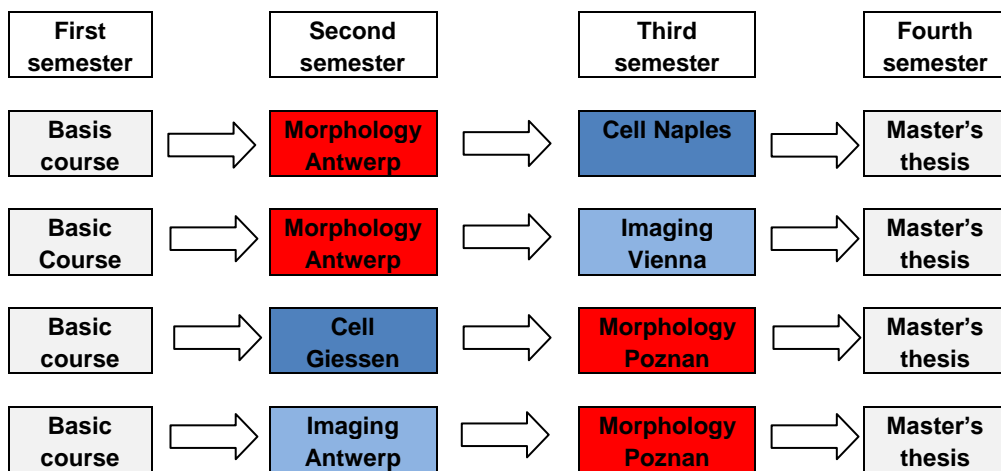 First
semester
Second
semester
Third
semester
Fourth
semester
Basis
course
Morphology
Antwerp
Cell Naples
Master's
thesis
Basic
Course
Morphology
Antwerp
Imaging
Vienna
Master's
thesis
Basic
course
Cell
Giessen
Morphology
Poznan
Master's
thesis
Basic
course
Imaging
Antwerp
Morphology
Poznan
Master's
thesis